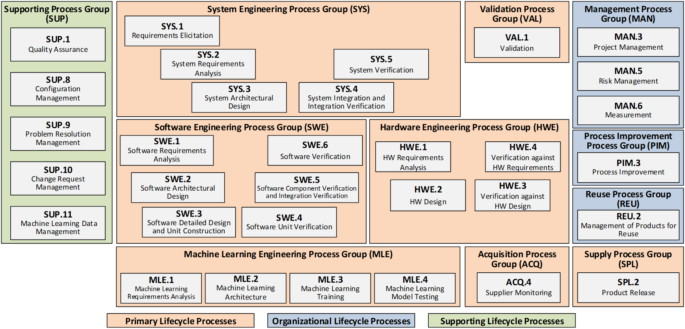 Supporting Process
Group (SUP)
SUP.1
Quality Assurance
SUP.8
Configuration
Management
SUP.9
Problem Resolution
Management
SUP.10
Change Request
Management
SUP.11
Machine Learning Data
Management
System Engineering Process Group (SYS)
SYS.1
Requirements Elicitation
SYS.2
System Requirements
Analysis
SYS.3
System Architectural
Design
SYS.5
System Verification
SYS.4
System Integration and
Integration Verification
Validation Process
Group (VAL)
VAL.1
Validation
Management Process
Group (MAN)
MAN.3
Project Management
MAN.5
Risk Management
MAN.6
Measurement
Software Engineering Process Group (SWE)
SWE.1
Software Requirements
Analysis
SWE.2
Software Architectural
Design
SWE.3
Software Detailed Design
and Unit Construction
SWE.6
Software Verification
SWE.5
Software Component Verification
and Integration Verification
SWE.4
Software Unit Verification
Hardware Engineering Process Group (HWE)
HWE.1
HW Requirements
Analysis
HWE.2
HW Design
HWE.4
Verification against
HW Requirements
HWE.3
Verification against
HW Design
Process Improvement
Process Group (PIM)
PIM.3
Process Improvement
Reuse Process Group
(REU)
REU.2
Management of Products for
Reuse
Machine Learning Engineering Process Group (MLE)
MLE.1
Machine Learning
Requirements Analysis
MLE.2
Machine Learning
Architecture
MLE.3
Machine Learning
Training
MLE.4
Machine Learning
Model Testing
Acquisition Process
Group (ACQ)
ACQ.4
Supplier Monitoring
Supply Process Group
(SPL)
SPL.2
Product Release
Primary Lifecycle Processes
Organizational Lifecycle Processes
Supporting Lifecycle Processes